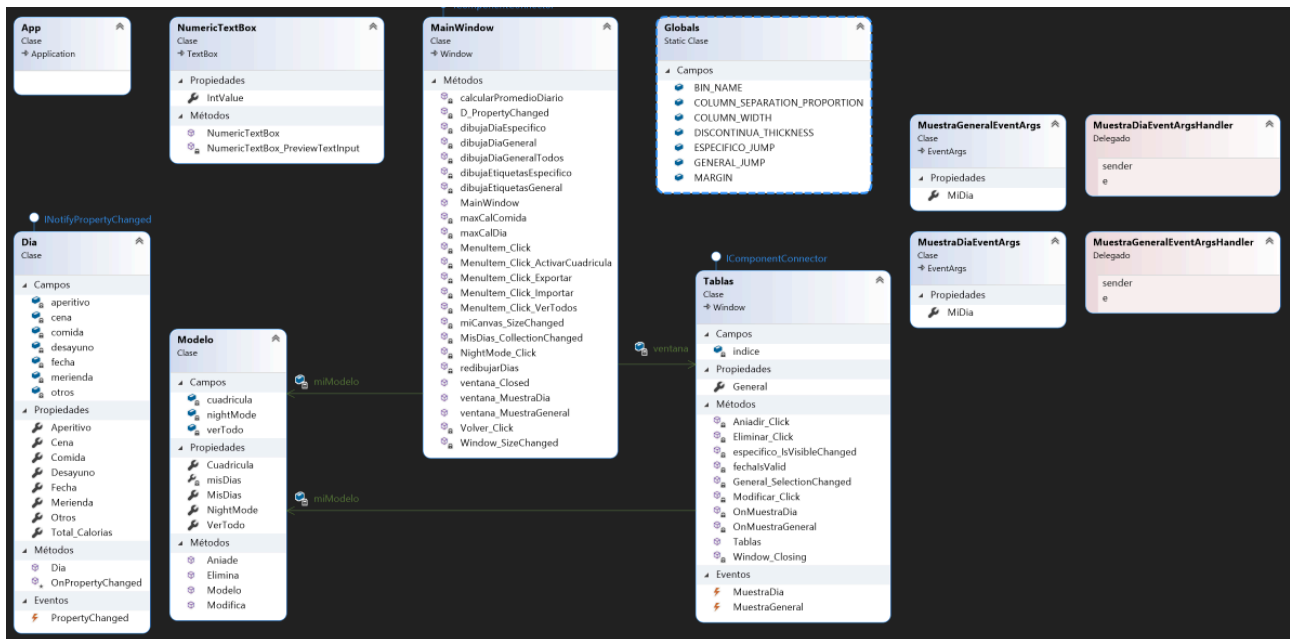 App
Clase
Application
NumericTextBox
Clase
TextBox
Propiedades
IntValue
Métodos
NumericTextBox
NumericTextBox_PreviewTextInput
MainWindow
Clase
Window
Métodos
calcularPromedioDiario
D_PropertyChanged
dibujaDiaEspecifico
dibujaDiaGeneral
dibujaDiaGeneralTodos
dibujaEtiquetasEspecifico
dibujaEtiquetasGeneral
MainWindow
maxCalComida
maxCalDia
MenuItem_Click
MenuItem_Click_ActivarCuadricula
MenuItem_Click_Exportar
MenuItem_Click_Importar
MenuItem_Click_VerTodos
miCanvas_SizeChanged
MisDias_CollectionChanged
NightMode_Click
redibujarDias
ventana_Closed
ventana_MuestraDia
ventana_MuestraGeneral
Volver_Click
Window_SizeChanged
Globals
Static Clase
Campos
BIN_NAME
COLUMN_SEPARATION_PROPORTION
COLUMN_WIDTH
DISCONTINUA_THICKNESS
ESPECIFICO_JUMP
GENERAL_JUMP
MARGIN
MuestraGeneralEventArgs
Clase
EventArgs
Propiedades
MiDia
MuestraDiaEventArgsHandler
Delegado
sender
e
MuestraDiaEventArgs
Clase
EventArgs
Propiedades
MiDia
MuestraGeneralEventArgsHandler
Delegado
sender
e
INotifyPropertyChanged
Dia
Clase
Campos
aperitivo
cena
comida
desayuno
fecha
merienda
otros
Propiedades
Aperitivo
Cena
Comida
Desayuno
Fecha
Merienda
Otros
Total_Calorias
Métodos
Dia
OnPropertyChanged
Eventos
PropertyChanged
Modelo
Clase
Campos
cuadricula
nightMode
verTodo
Propiedades
Cuadricula
misDias
MisDias
NightMode
VerTodo
Métodos
Aniade
Elimina
Modelo
Modifica
miModelo
miModelo
ventana
IComponentConnector
Tablas
Clase
Window
Campos
indice
Propiedades
General
Métodos
Aniadir_Click
Eliminar_Click
especifico_IsVisibleChanged
fechaIsValid
General_SelectionChanged
Modificar_Click
OnMuestraDia
OnMuestraGeneral
Tablas
Window_Closing
Eventos
MuestraDia
MuestraGeneral